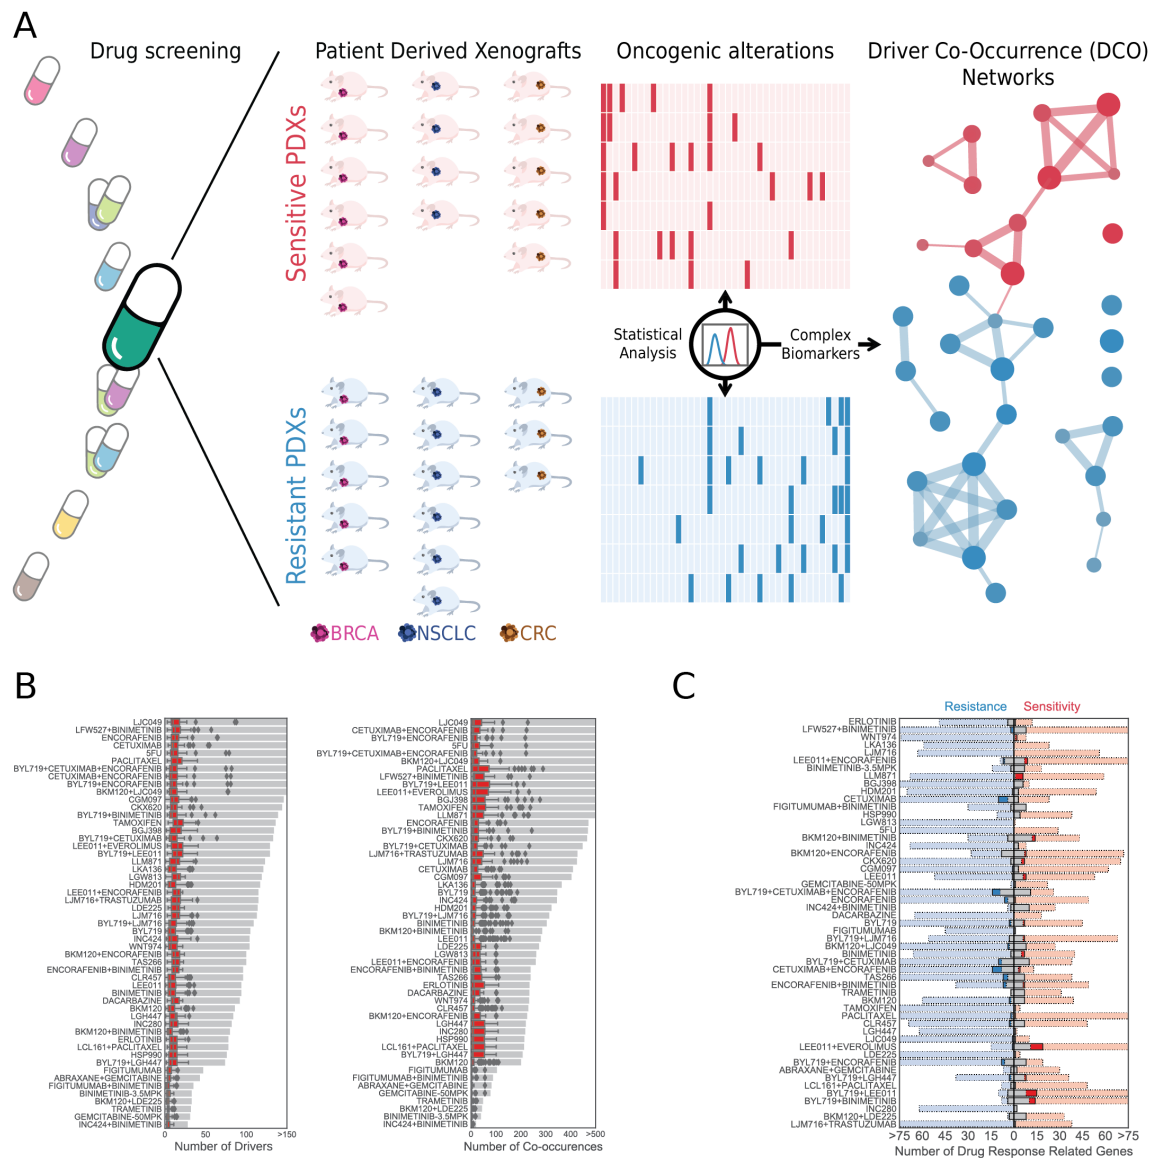 A
Drug screening
Patient Derived Xenografts
Oncogenic alterations
Driver Co-Occurrence (DCO)
Networks
Sensitive PDXs
Statistical
Analysis
Complex
Biomarkers
Resistant PDXs
BRCA
NSCLC
CRC
B
LJC049
LFW527+BINIMETINIB
ENCORAFENIB
CETUXIMAB
5FU
PACLITAXEL
BYL719+CETUXIMAB+ENCORAFENIB
CETUXIMAB+ENCORAFENIB
BYL719+ENCORAFENIB
BKM120+LJC049
CGM097
CKX620
BYL719+BINIMETINIB
TAMOXIFEN
BGJ398
BYL719+CETUXIMAB
LEE011+EVEROLIMUS
BYL719+LEE011
LLM871
LKA136
LGW813
HDM201
LEE011+ENCORAFENIB
LJM716+TRASTUZUMAB
LDE225
LJM716
BYL719+LJM716
BYL719
INC424
WNT974
BKM120+ENCORAFENIB
TAS266
ENCORAFENIB+BINIMETINIB
CLR457
LEE011
BINIMETINIB
DACARBAZINE
BKM120
LGH447
INC280
BKM120+BINIMETINIB
ERLOTINIB
LCL161+PACLITAXEL
HSP990
BYL719+LGH447
FIGITUMUMAB
ABRAXANE+GEMCITABINE
FIGITUMUMAB+BINIMETINIB
BINIMETINIB-3.5MPK
BKM120+LDE225
TRAMETINIB
GEMCITABINE-50MPK
INC424+BINIMETINIB
0
50
100
>150
Number of Drivers
LJC049
CETUXIMAB+ENCORAFENIB
BYL719+ENCORAFENIB
5FU
BYL719+CETUXIMAB+ENCORAFENIB
BKM120+LJC049
PACLITAXEL
LFW527+BINIMETINIB
BYL719+LEE011
LEE011+EVEROLIMUS
BGJ398
TAMOXIFEN
LLM871
ENCORAFENIB
BYL719+BINIMETINIB
CKX620
BYL719+CETUXIMAB
LJM716+TRASTUZUMAB
LJM716
CETUXIMAB
CGM097
LKA136
BYL719
INC424
HDM201
BYL719+LJM716
BINIMETINIB
BKM120+BINIMETINIB
LEE011
LDE225
LGW813
LEE011+ENCORAFENIB
ENCORAFENIB+BINIMETINIB
TAS266
ERLOTINIB
DACARBAZINE
WNT974
CLR457
BKM120+ENCORAFENIB
LGH447
INC280
HSP990
LCL161+PACLITAXEL
BYL719+LGH447
BKM120
FIGITUMUMAB
FIGITUMUMAB+BINIMETINIB
ABRAXANE+GEMCITABINE
GEMCITABINE-50MPK
TRAMETINIB
BKM120+LDE225
BINIMETINIB-3.5MPK
INC424+BINIMETINIB
0
100
200
300
400
>500
Number of Co-occurences
C
Resistance
Sensitivity
ERLOTINIB
LFW527+BINIMETINIB
WNT974
LKA136
LJM716
LEE011+ENCORAFENIB
BINIMETINIB-3.5MPK
LLM871
BGJ398
HDM201
CETUXIMAB
FIGITUMUMAB+BINIMETINIB
HSP990
LGW813
5FU
BKM120+BINIMETINIB
INC424
BKM120+ENCORAFENIB
CKX620
CGM097
LEE011
GEMCITABINE-50MPK
BYL719+CETUXIMAB+ENCORAFENIB
ENCORAFENIB
INC424+BINIMETINIB
DACARBAZINE
BYL719
FIGITUMUMAB
BYL719+LJM716
BKM120+LJC049
BINIMETINIB
BYL719+CETUXIMAB
CETUXIMAB+ENCORAFENIB
TAS266
ENCORAFENIB+BINIMETINIB
TRAMETINIB
BKM120
TAMOXIFEN
PACLITAXEL
CLR457
LGH447
LJC049
LEE011+EVEROLIMUS
LDE225
BYL719+ENCORAFENIB
ABRAXANE+GEMCITABINE
BYL719+LGH447
LCL161+PACLITAXEL
BYL719+LEE011
BYL719+BINIMETINIB
INC280
BKM120+LDE225
LJM716+TRASTUZUMAB
>75
60
45
30
15
0
15
30
45
60
>75
Number of Drug Response Related Genes